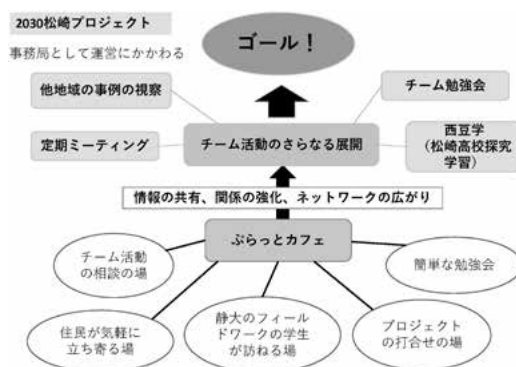 2030松崎プロジェクト
事務局として運営にかかわる
ゴール！
他地域の事例の視察
チーム勉強会
定期ミーティング
チーム活動のさらなる展開
西豆学
（松崎高校探究
学習）
情報の共有、関係の強化、ネットワークの広がり
ぷらっとカフェ
チーム活動
の相談の場
簡単な勉強会
住民が気軽に
立ち寄る場
静大のフィール
ドワークの学生
が訪ねる場
プロジェクト
の打合せの場